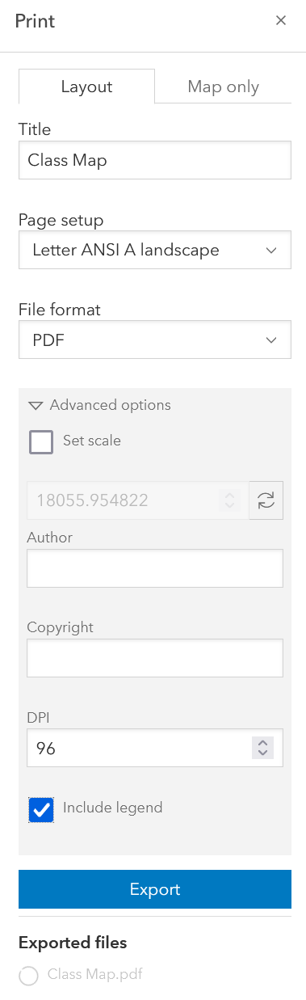 Print
Layout Map only
Title
Class Map
Page setup
Letter ANSI A landscape
File format
PDF
Advanced options
Set scale
18055.954822
Author
Copyright
DPI
96
Include legend
Export
Exported files
Class Map.pdf